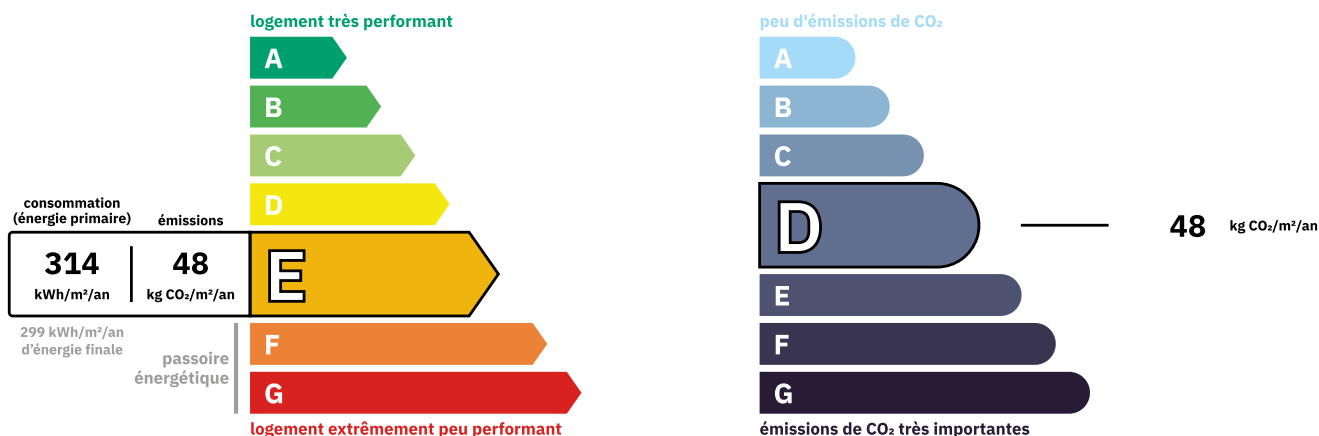 logement très performant
A
B
C
D
consommation
(énergie primaire)
émissions
314
kWh/m²/an
48
kg CO₂/m²/an
E
299 kWh/m²/an
d'énergie finale
passoire
énergétique
F
G
logement extrêmement peu performant
peu d'émissions de CO₂
A
B
C
D
48 kg CO₂/m²/an
E
F
G
émissions de CO₂ très importantes